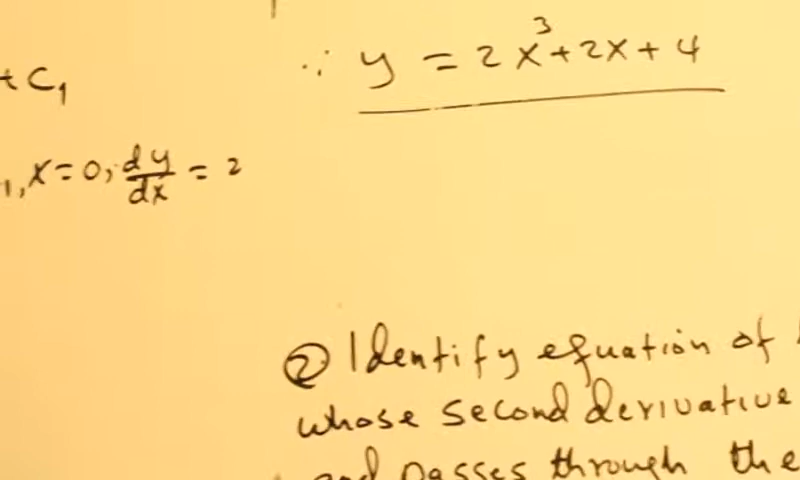 + C₁
1, x = 0, dy/dx = 2
∵ y = 2x³ + 2x + 4
② Identify equation of
whose second derivative
and passes through the